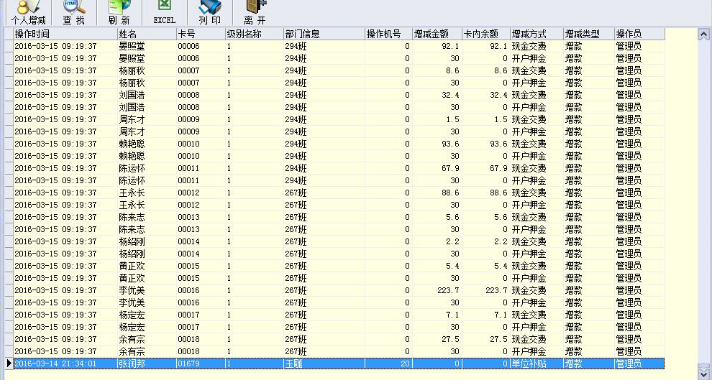 个人增减 查 找 刷 新 EXCEL 列 印 离 开
操作时间 姓名 卡号 级别名称 部门信息 操作机号 增减金额 卡内余额 增减方式 增减类型 操作员
2016-03-15 09:19:37 晏照堂 00006 1 294班 0 92.1 92.1 现金交费 增款 管理员
2016-03-15 09:19:37 晏照堂 00006 1 294班 0 30 0 开户押金 增款 管理员
2016-03-15 09:19:37 杨丽秋 00007 1 294班 0 8.6 8.6 现金交费 增款 管理员
2016-03-15 09:19:37 杨丽秋 00007 1 294班 0 30 0 开户押金 增款 管理员
2016-03-15 09:19:37 刘国浩 00008 1 294班 0 32.4 32.4 现金交费 增款 管理员
2016-03-15 09:19:37 刘国浩 00008 1 294班 0 30 0 开户押金 增款 管理员
2016-03-15 09:19:37 周东才 00009 1 294班 0 1.5 1.5 现金交费 增款 管理员
2016-03-15 09:19:37 周东才 00009 1 294班 0 30 0 开户押金 增款 管理员
2016-03-15 09:19:37 赖艳聪 00010 1 294班 0 93.6 93.6 现金交费 增款 管理员
2016-03-15 09:19:37 赖艳聪 00010 1 294班 0 30 0 开户押金 增款 管理员
2016-03-15 09:19:37 陈远怀 00011 1 294班 0 67.9 67.9 现金交费 增款 管理员
2016-03-15 09:19:37 陈远怀 00011 1 294班 0 30 0 开户押金 增款 管理员
2016-03-15 09:19:37 王永长 00012 1 267班 0 88.6 88.6 现金交费 增款 管理员
2016-03-15 09:19:37 王永长 00012 1 267班 0 30 0 开户押金 增款 管理员
2016-03-15 09:19:37 陈来志 00013 1 267班 0 5.6 5.6 现金交费 增款 管理员
2016-03-15 09:19:37 陈来志 00013 1 267班 0 30 0 开户押金 增款 管理员
2016-03-15 09:19:37 杨绍刚 00014 1 267班 0 2.2 2.2 现金交费 增款 管理员
2016-03-15 09:19:37 杨绍刚 00014 1 267班 0 30 0 开户押金 增款 管理员
2016-03-15 09:19:37 黄正欢 00015 1 267班 0 5.4 5.4 现金交费 增款 管理员
2016-03-15 09:19:37 黄正欢 00015 1 267班 0 30 0 开户押金 增款 管理员
2016-03-15 09:19:37 李优美 00016 1 267班 0 223.7 223.7 现金交费 增款 管理员
2016-03-15 09:19:37 李优美 00016 1 267班 0 30 0 开户押金 增款 管理员
2016-03-15 09:19:37 杨定宏 00017 1 267班 0 7.1 7.1 现金交费 增款 管理员
2016-03-15 09:19:37 杨定宏 00017 1 267班 0 30 0 开户押金 增款 管理员
2016-03-15 09:19:37 余有宗 00018 1 267班 0 27.5 27.5 现金交费 增款 管理员
2016-03-15 09:19:37 余有宗 00018 1 267班 0 30 0 开户押金 增款 管理员
2016-03-14 21:34:01 张润邦 01679 1 20 0 0 单位补贴 增款 管理员